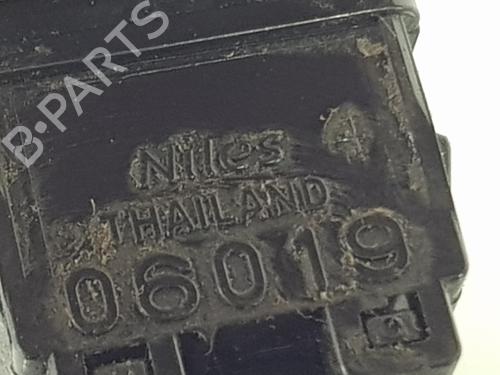 B-PARTS
Niles
THAILAND
06019